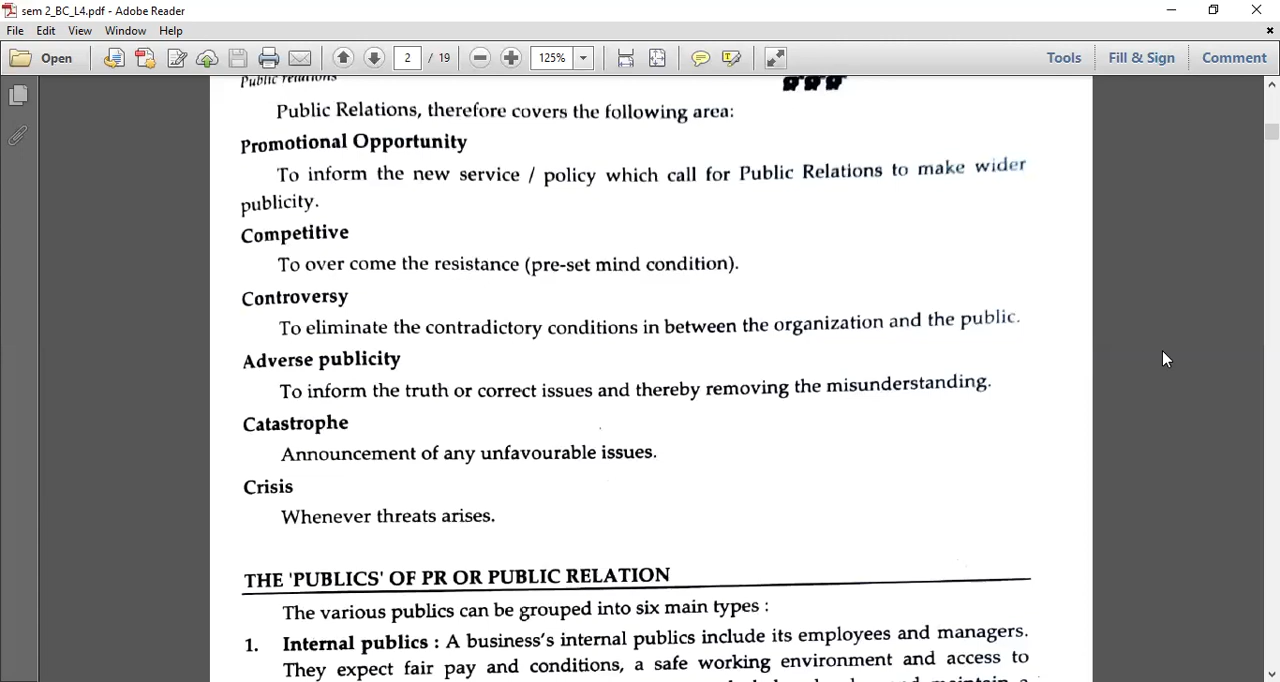 sem 2_BC_L4.pdf - Adobe Reader
File Edit View Window Help
Open 2 / 19 125% Tools Fill & Sign Comment
Public relations
Public Relations, therefore covers the following area:
Promotional Opportunity
To inform the new service / policy which call for Public Relations to make wider
publicity.
Competitive
To over come the resistance (pre-set mind condition).
Controversy
To eliminate the contradictory conditions in between the organization and the public.
Adverse publicity
To inform the truth or correct issues and thereby removing the misunderstanding.
Catastrophe
Announcement of any unfavourable issues.
Crisis
Whenever threats arises.
THE 'PUBLICS' OF PR OR PUBLIC RELATION
The various publics can be grouped into six main types :
1. Internal publics : A business's internal publics include its employees and managers.
They expect fair pay and conditions, a safe working environment and access to